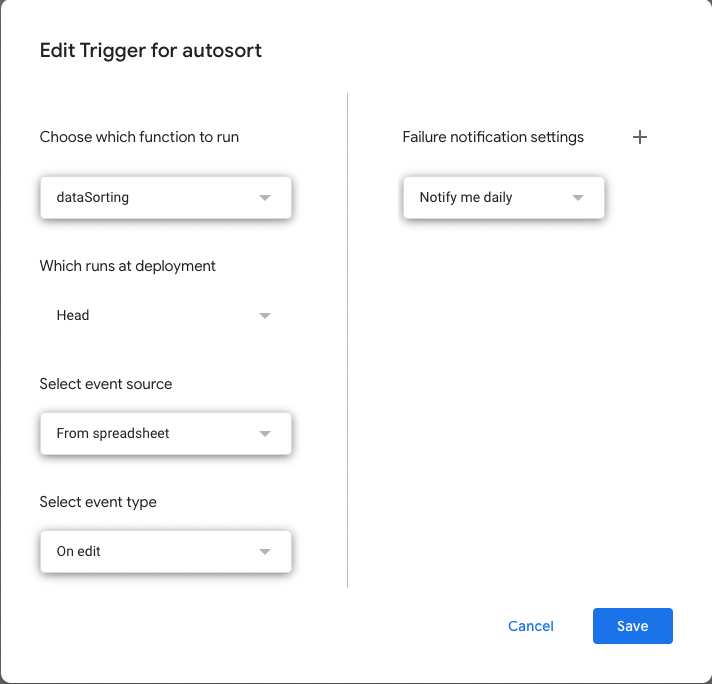 Edit Trigger for autosort
Choose which function to run
dataSorting
Which runs at deployment
Head
Select event source
From spreadsheet
Select event type
On edit
Failure notification settings
Notify me daily
Cancel
Save